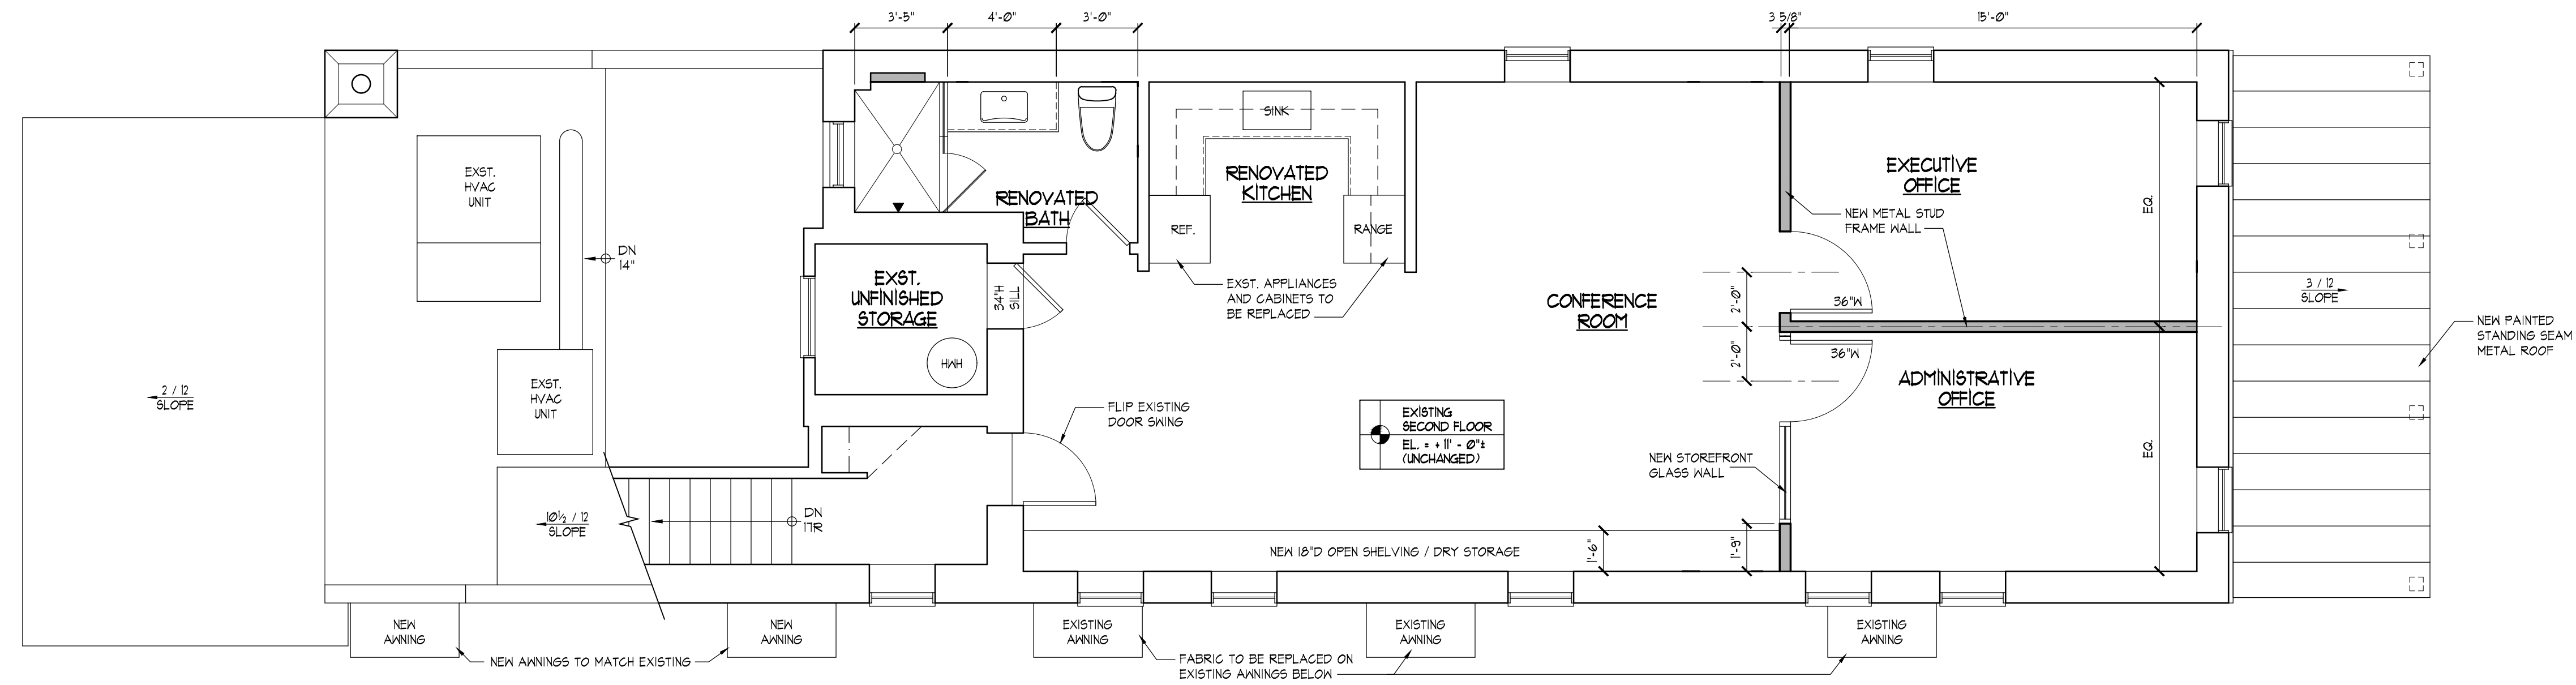 3'-5"
4'-0"
3'-0"
3 5/8"
15'-0"
EXST.
HVAC
UNIT
DN
14"
EXST.
HVAC
UNIT
2 / 12
SLOPE
10 1/2 / 12
SLOPE
DN
17R
RENOVATED
BATH
EXST.
UNFINISHED
STORAGE
HWH
34"H
SILL
FLIP EXISTING
DOOR SWING
SINK
RENOVATED
KITCHEN
REF.
RANGE
EXST. APPLIANCES
AND CABINETS TO
BE REPLACED
CONFERENCE
ROOM
EXISTING
SECOND FLOOR
EL. = + 11' - 0"±
(UNCHANGED)
NEW STOREFRONT
GLASS WALL
NEW 18"D OPEN SHELVING / DRY STORAGE
1'-6"
1'-9"
2'-0"
2'-0"
36"W
36"W
EXECUTIVE
OFFICE
NEW METAL STUD
FRAME WALL
ADMINISTRATIVE
OFFICE
EQ.
EQ.
3 / 12
SLOPE
NEW PAINTED
STANDING SEAM
METAL ROOF
NEW
AWNING
NEW
AWNING
NEW AWNINGS TO MATCH EXISTING
EXISTING
AWNING
EXISTING
AWNING
EXISTING
AWNING
FABRIC TO BE REPLACED ON
EXISTING AWNINGS BELOW